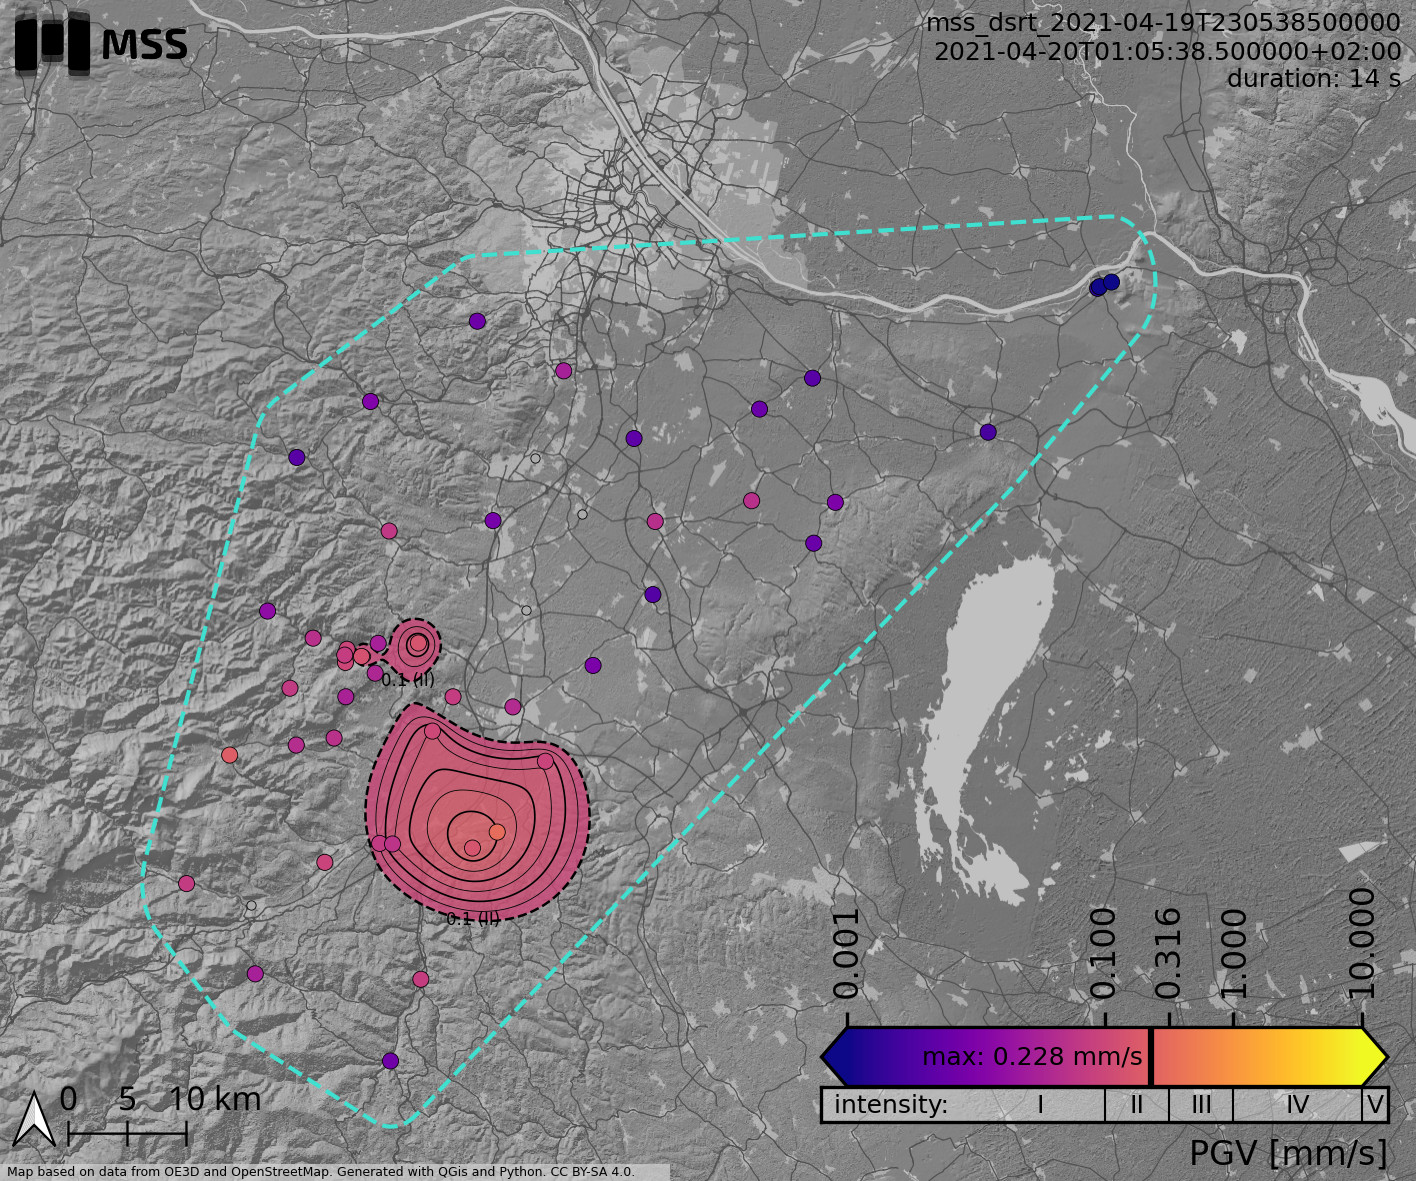 MSS
mss_dsrt_2021-04-19T230538500000
2021-04-20T01:05:38.500000+02:00
duration: 14 s
0.1 (II)
0.1 (II)
0.001
0.100
0.316
1.000
10.000
max: 0.228 mm/s
intensity: I II III IV V
PGV [mm/s]
0 5 10 km
Map based on data from OE3D and OpenStreetMap. Generated with QGis and Python. CC BY-SA 4.0.